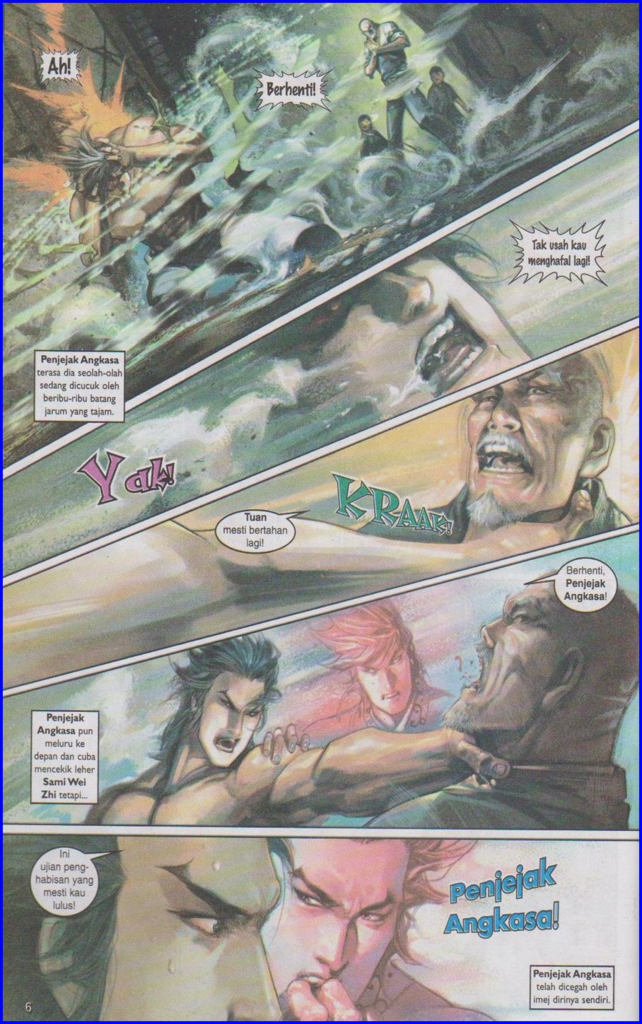 Ah!
Berhenti!
Tak usah kau
menghafal lagi!
Penjejak Angkasa
terasa dia seolah-olah
sedang dicucuk oleh
beribu-ribu batang
jarum yang tajam.
Yak!
KRAAK!
Tuan
mesti bertahan
lagi!
Berhenti,
Penjejak
Angkasa!
Penjejak
Angkasa pun
meluru ke
depan dan cuba
mencekik leher
Sami Wei
Zhi tetapi...
Ini
ujian peng-
habisan yang
mesti kau
lulus!
Penjejak
Angkasa!
Penjejak Angkasa
telah dicegah oleh
imej dirinya sendiri.
6